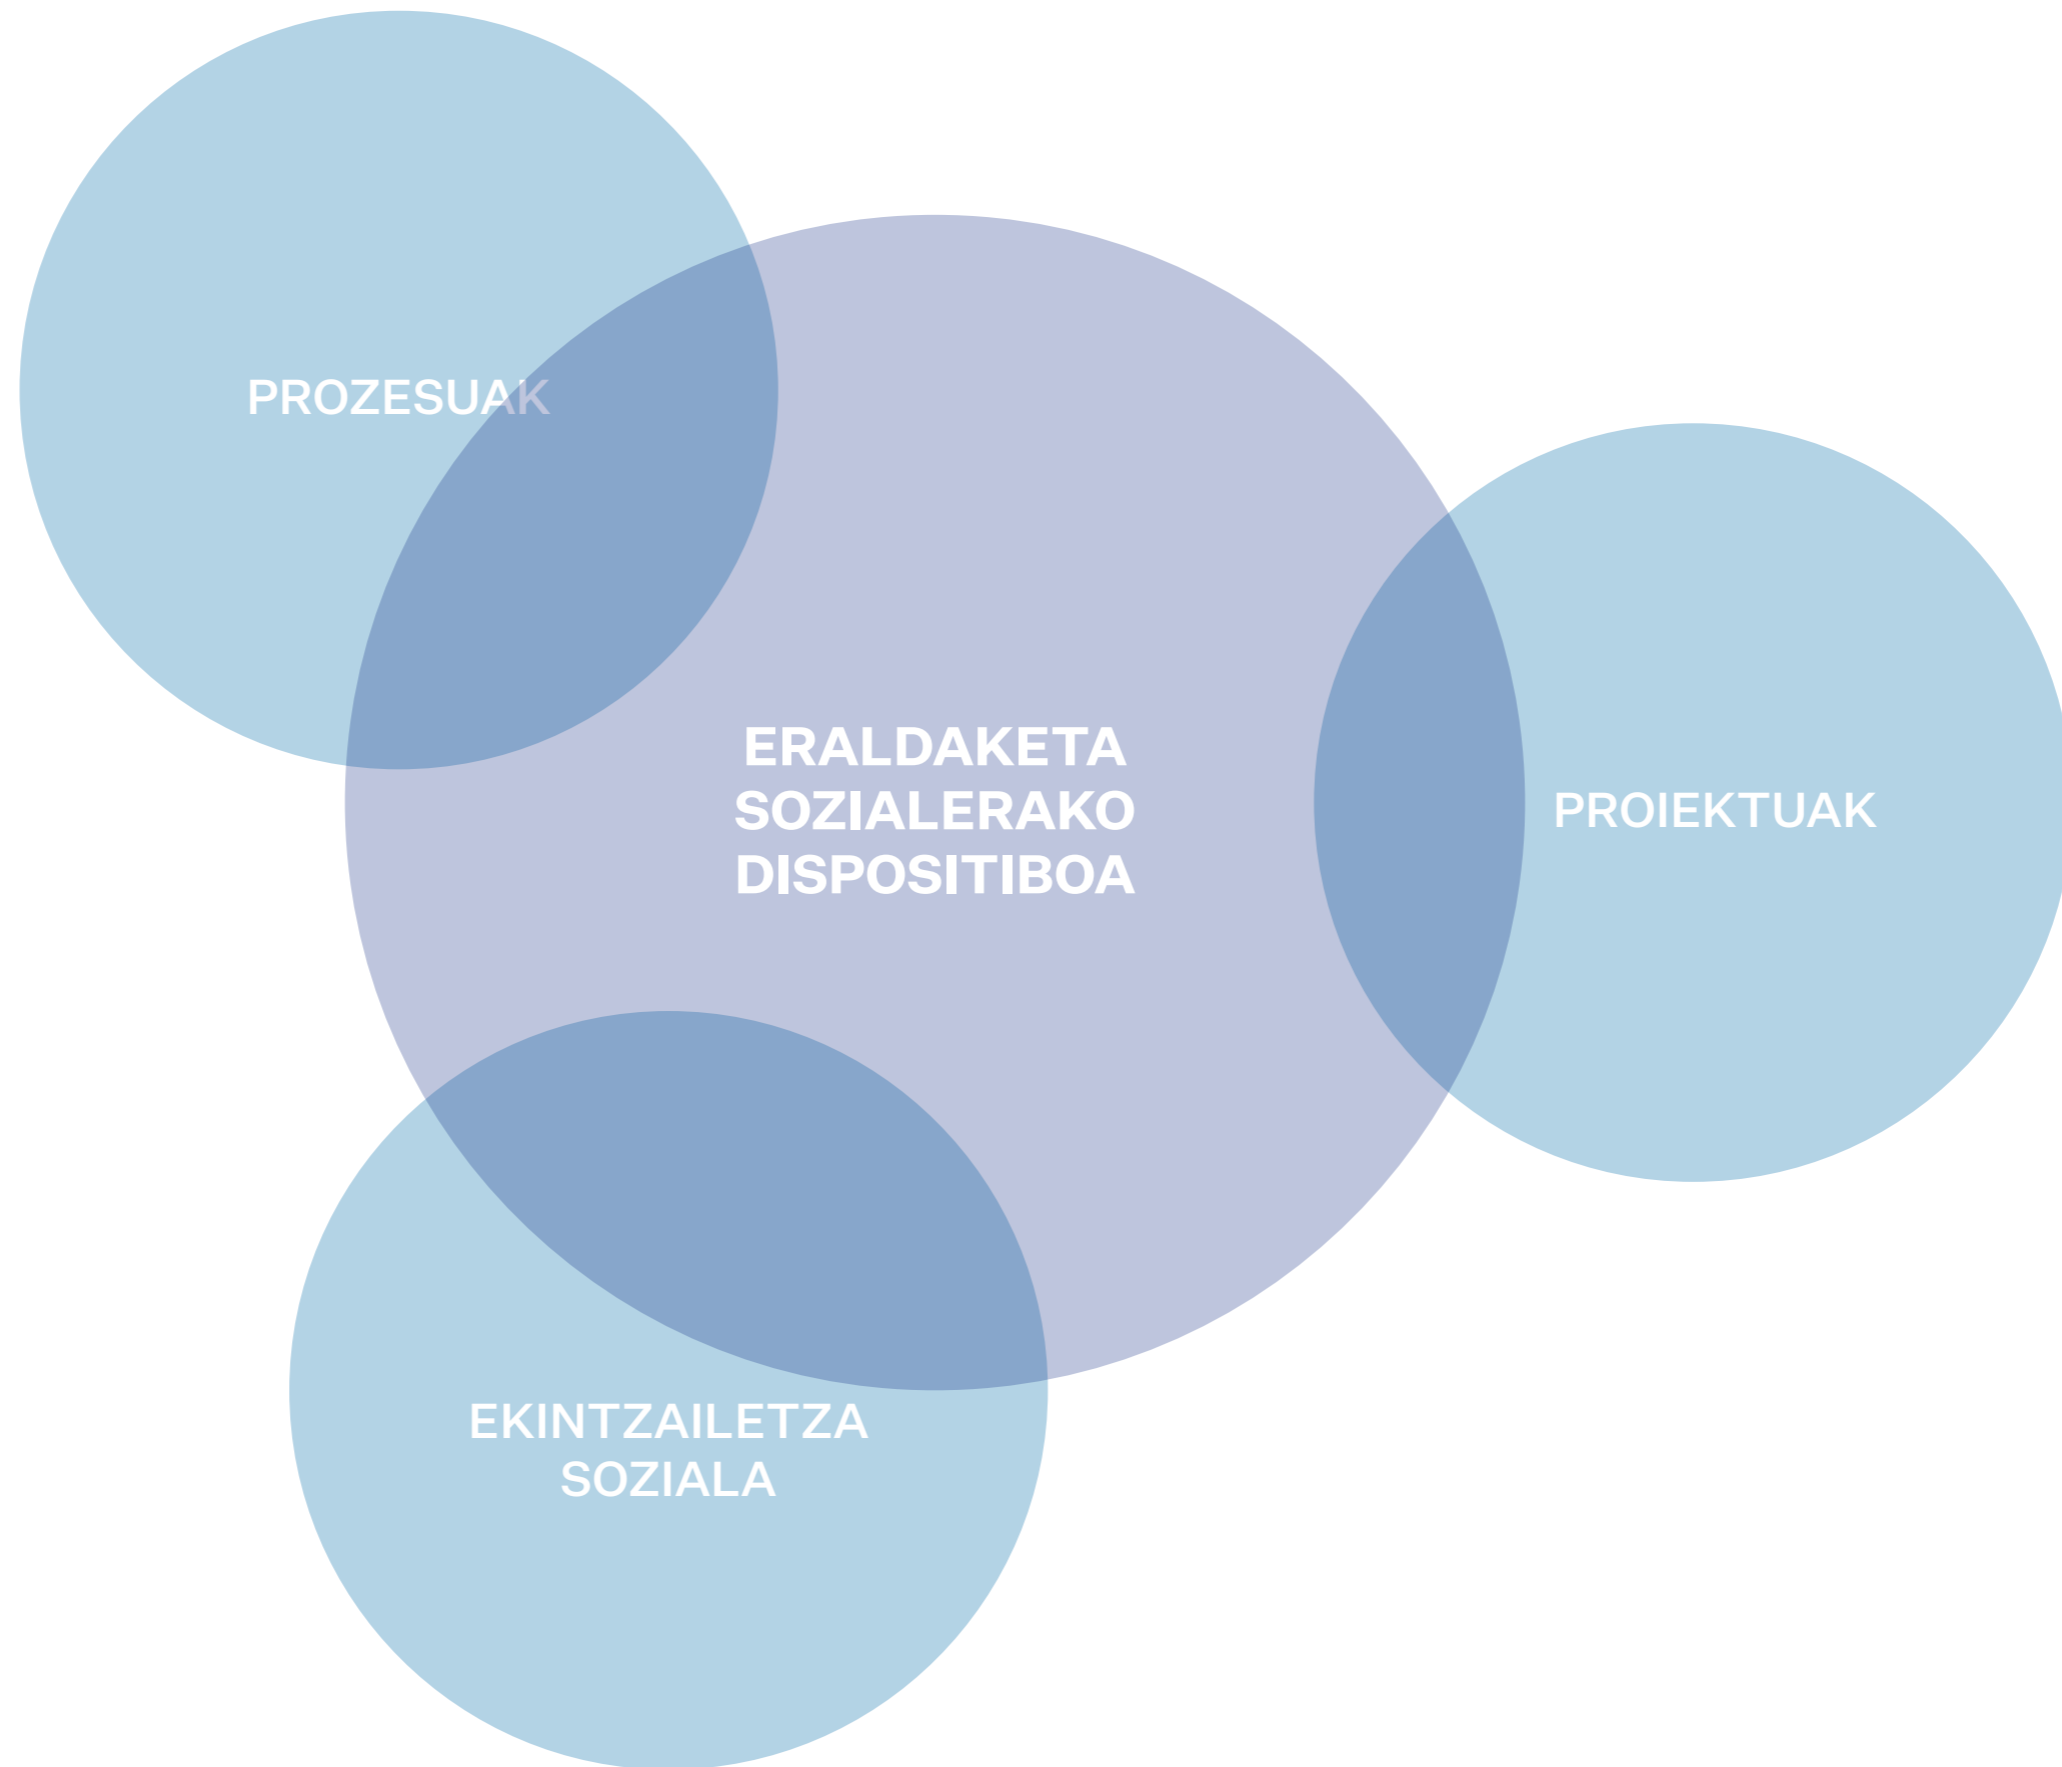 PROZESUAK
ERALDAKETA
SOZIALERAKO
DISPOSITIBOA
PROIEKTUAK
EKINTZAILETZA
SOZIALA